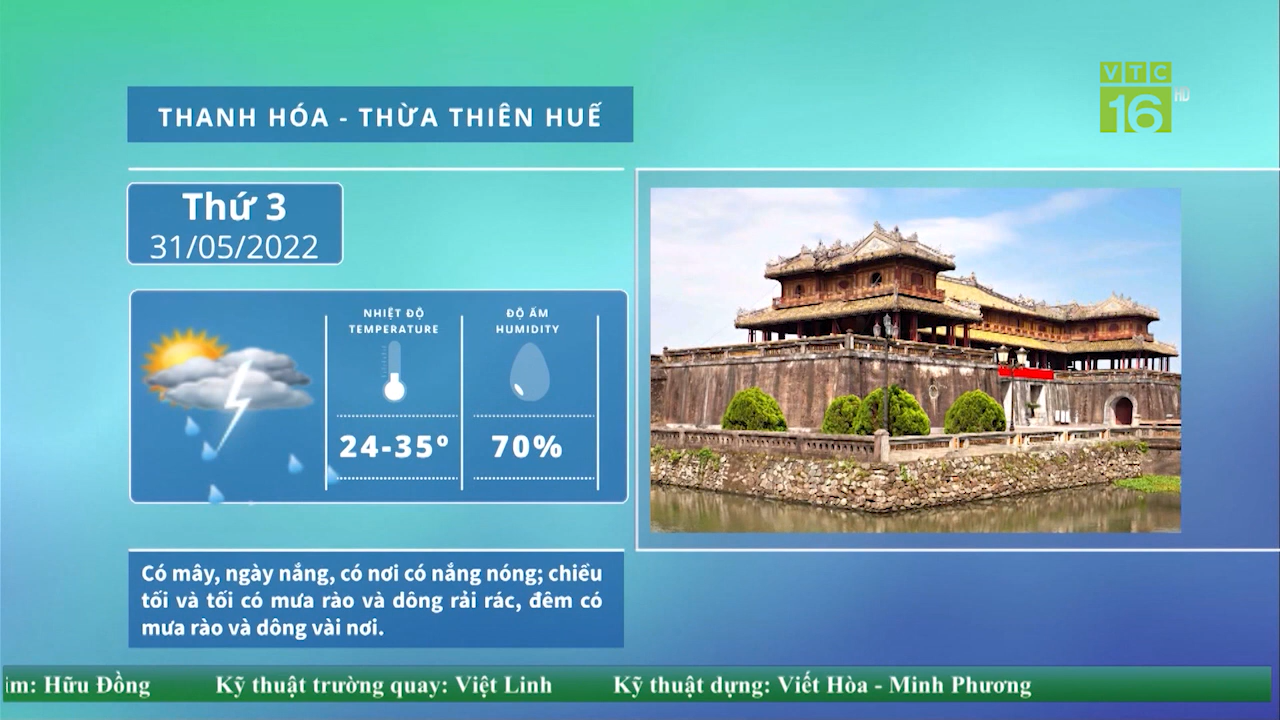 VTC
16 HD
THANH HÓA - THỪA THIÊN HUẾ
Thứ 3
31/05/2022
NHIỆT ĐỘ
TEMPERATURE
24-35º
ĐỘ ẨM
HUMIDITY
70%
Có mây, ngày nắng, có nơi có nắng nóng; chiều
tối và tối có mưa rào và dông rải rác, đêm có
mưa rào và dông vài nơi.
im: Hữu Đồng Kỹ thuật trường quay: Việt Linh Kỹ thuật dựng: Viết Hòa - Minh Phương